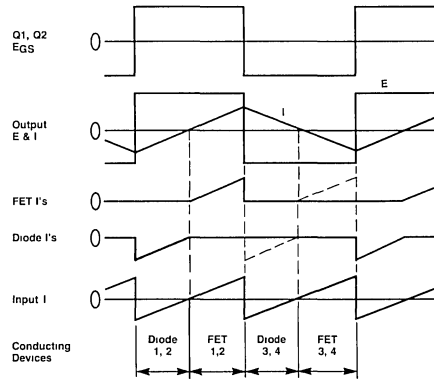 Q1, Q2
EGS
0
E
Output
E & I
0
I
FET I's
0
Diode I's
0
Input I
0
Conducting
Devices
Diode
1, 2
FET
1,2
Diode
3, 4
FET
3, 4